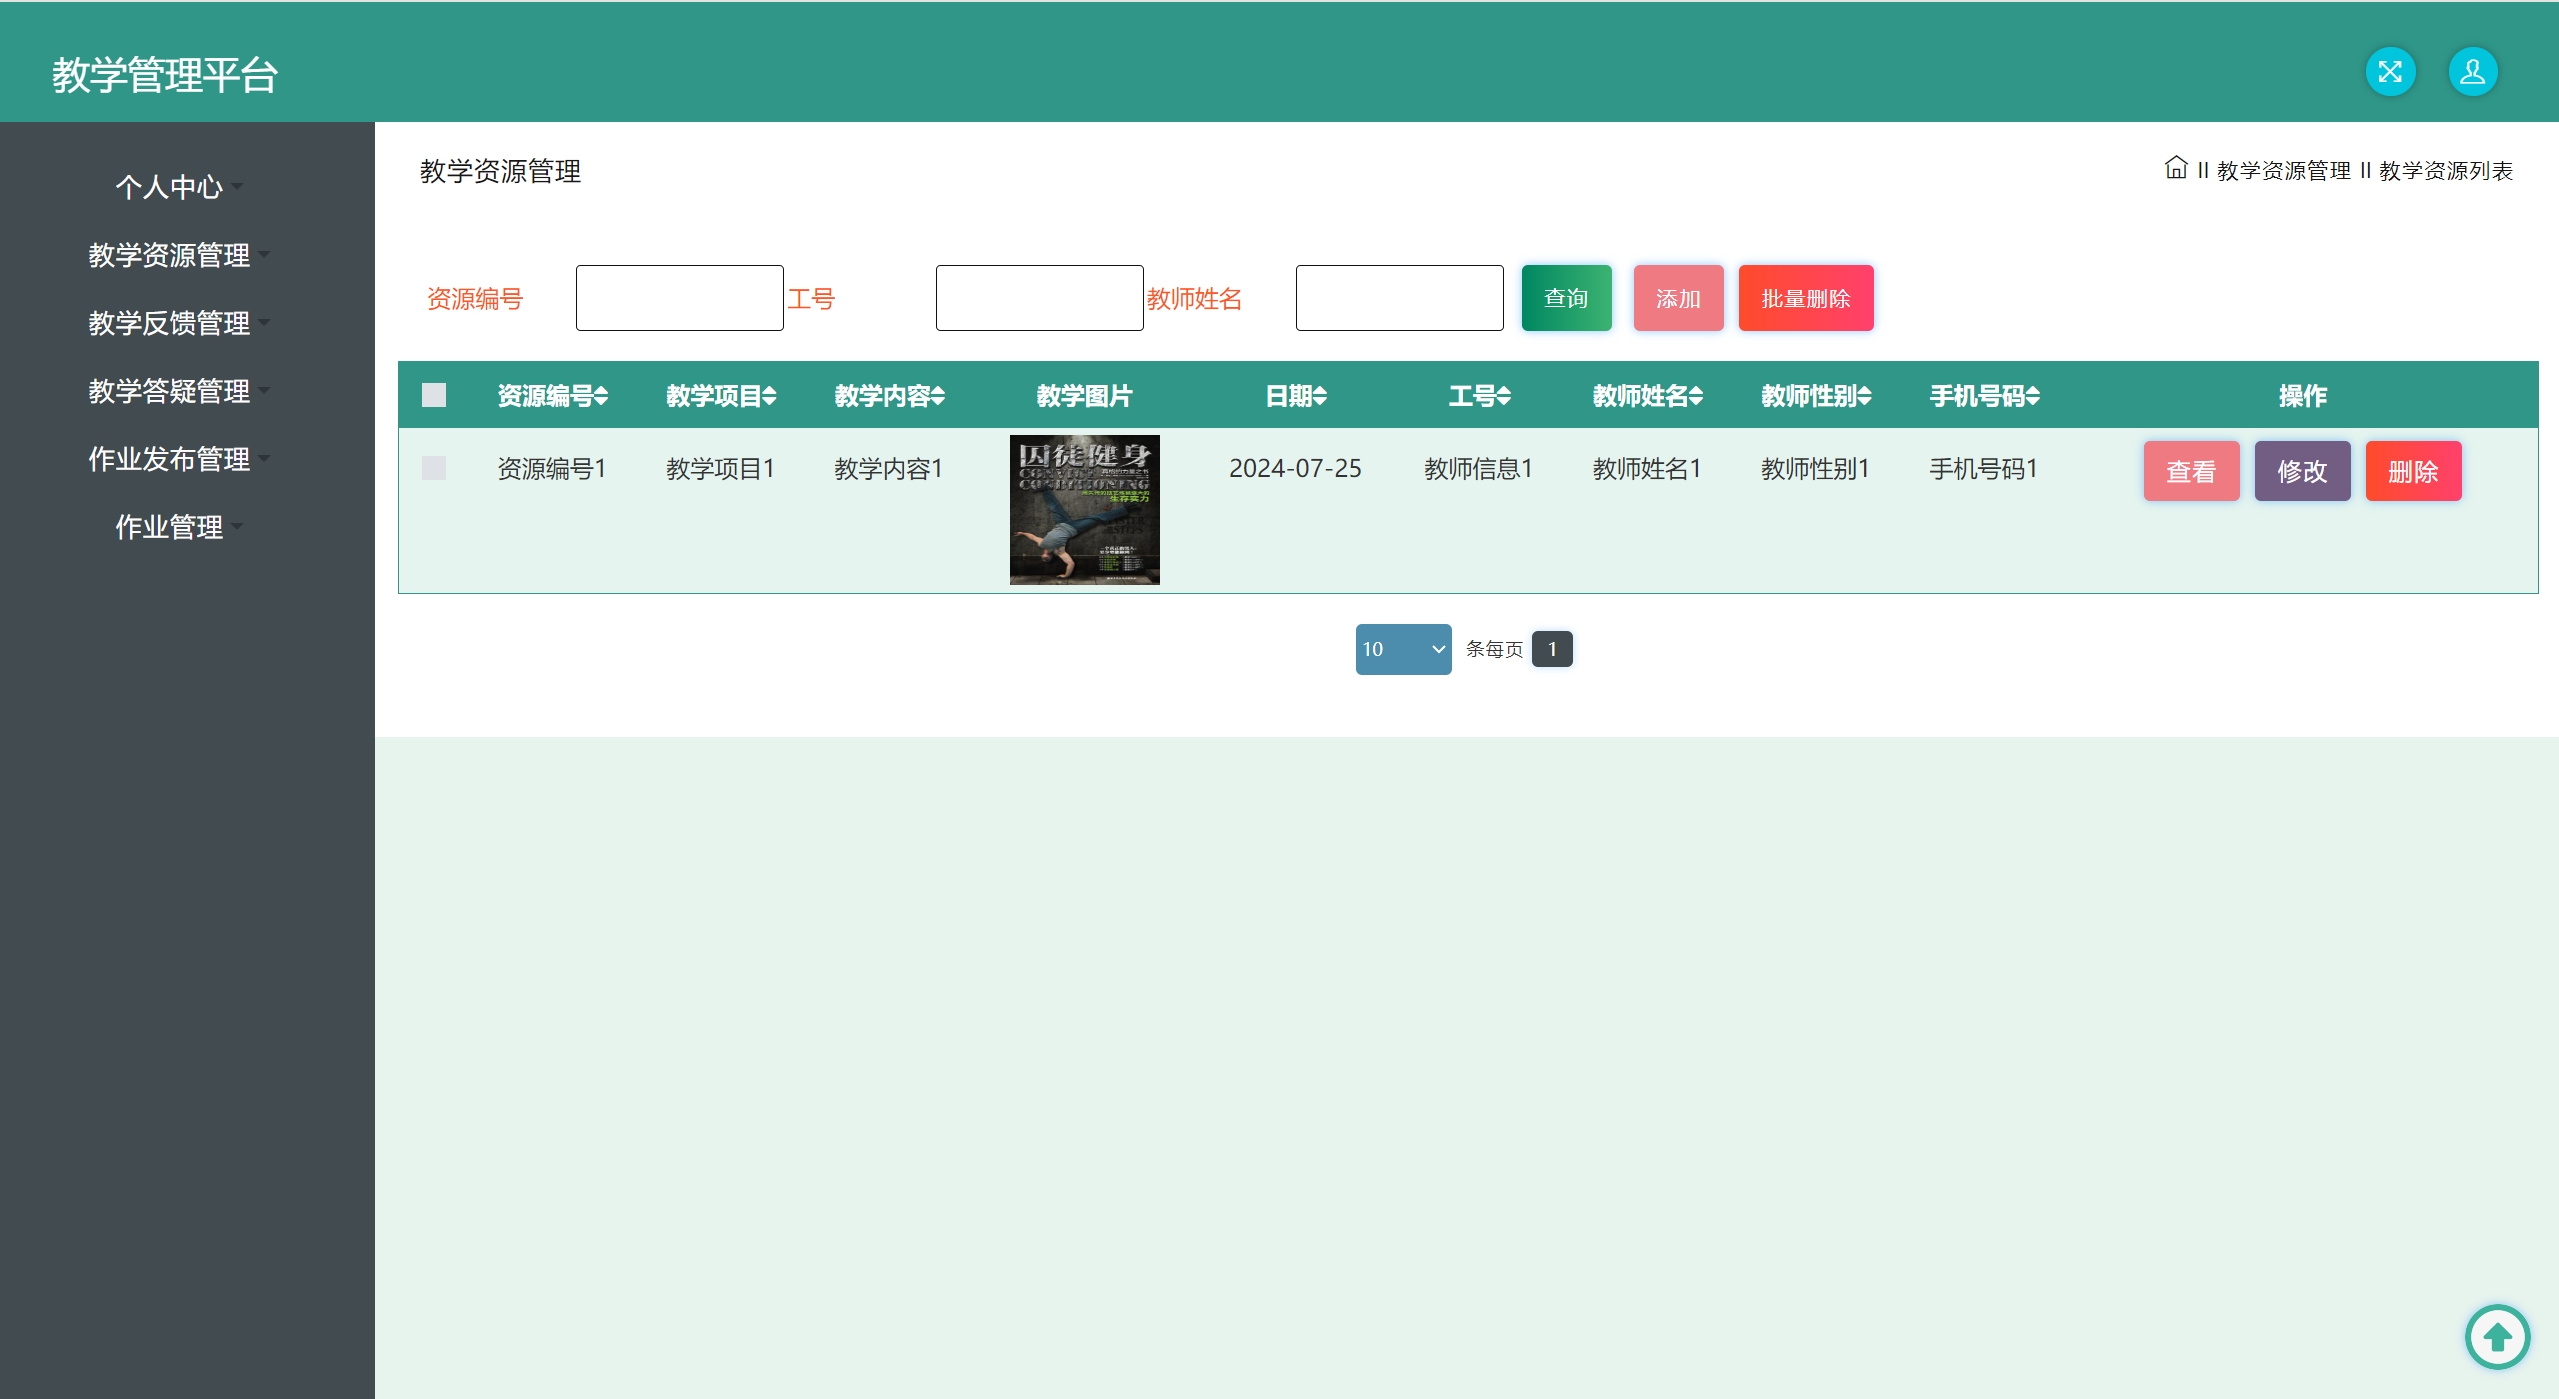 教学管理平台
个人中心
教学资源管理
教学反馈管理
教学答疑管理
作业发布管理
作业管理
教学资源管理
II 教学资源管理 II 教学资源列表
资源编号 工号 教师姓名 查询 添加 批量删除
资源编号 教学项目 教学内容 教学图片 日期 工号 教师姓名 教师性别 手机号码 操作
资源编号1 教学项目1 教学内容1 2024-07-25 教师信息1 教师姓名1 教师性别1 手机号码1 查看 修改 删除
囚徒健身
CONVICT
CONDITIONING
生存实力
10 条每页 1